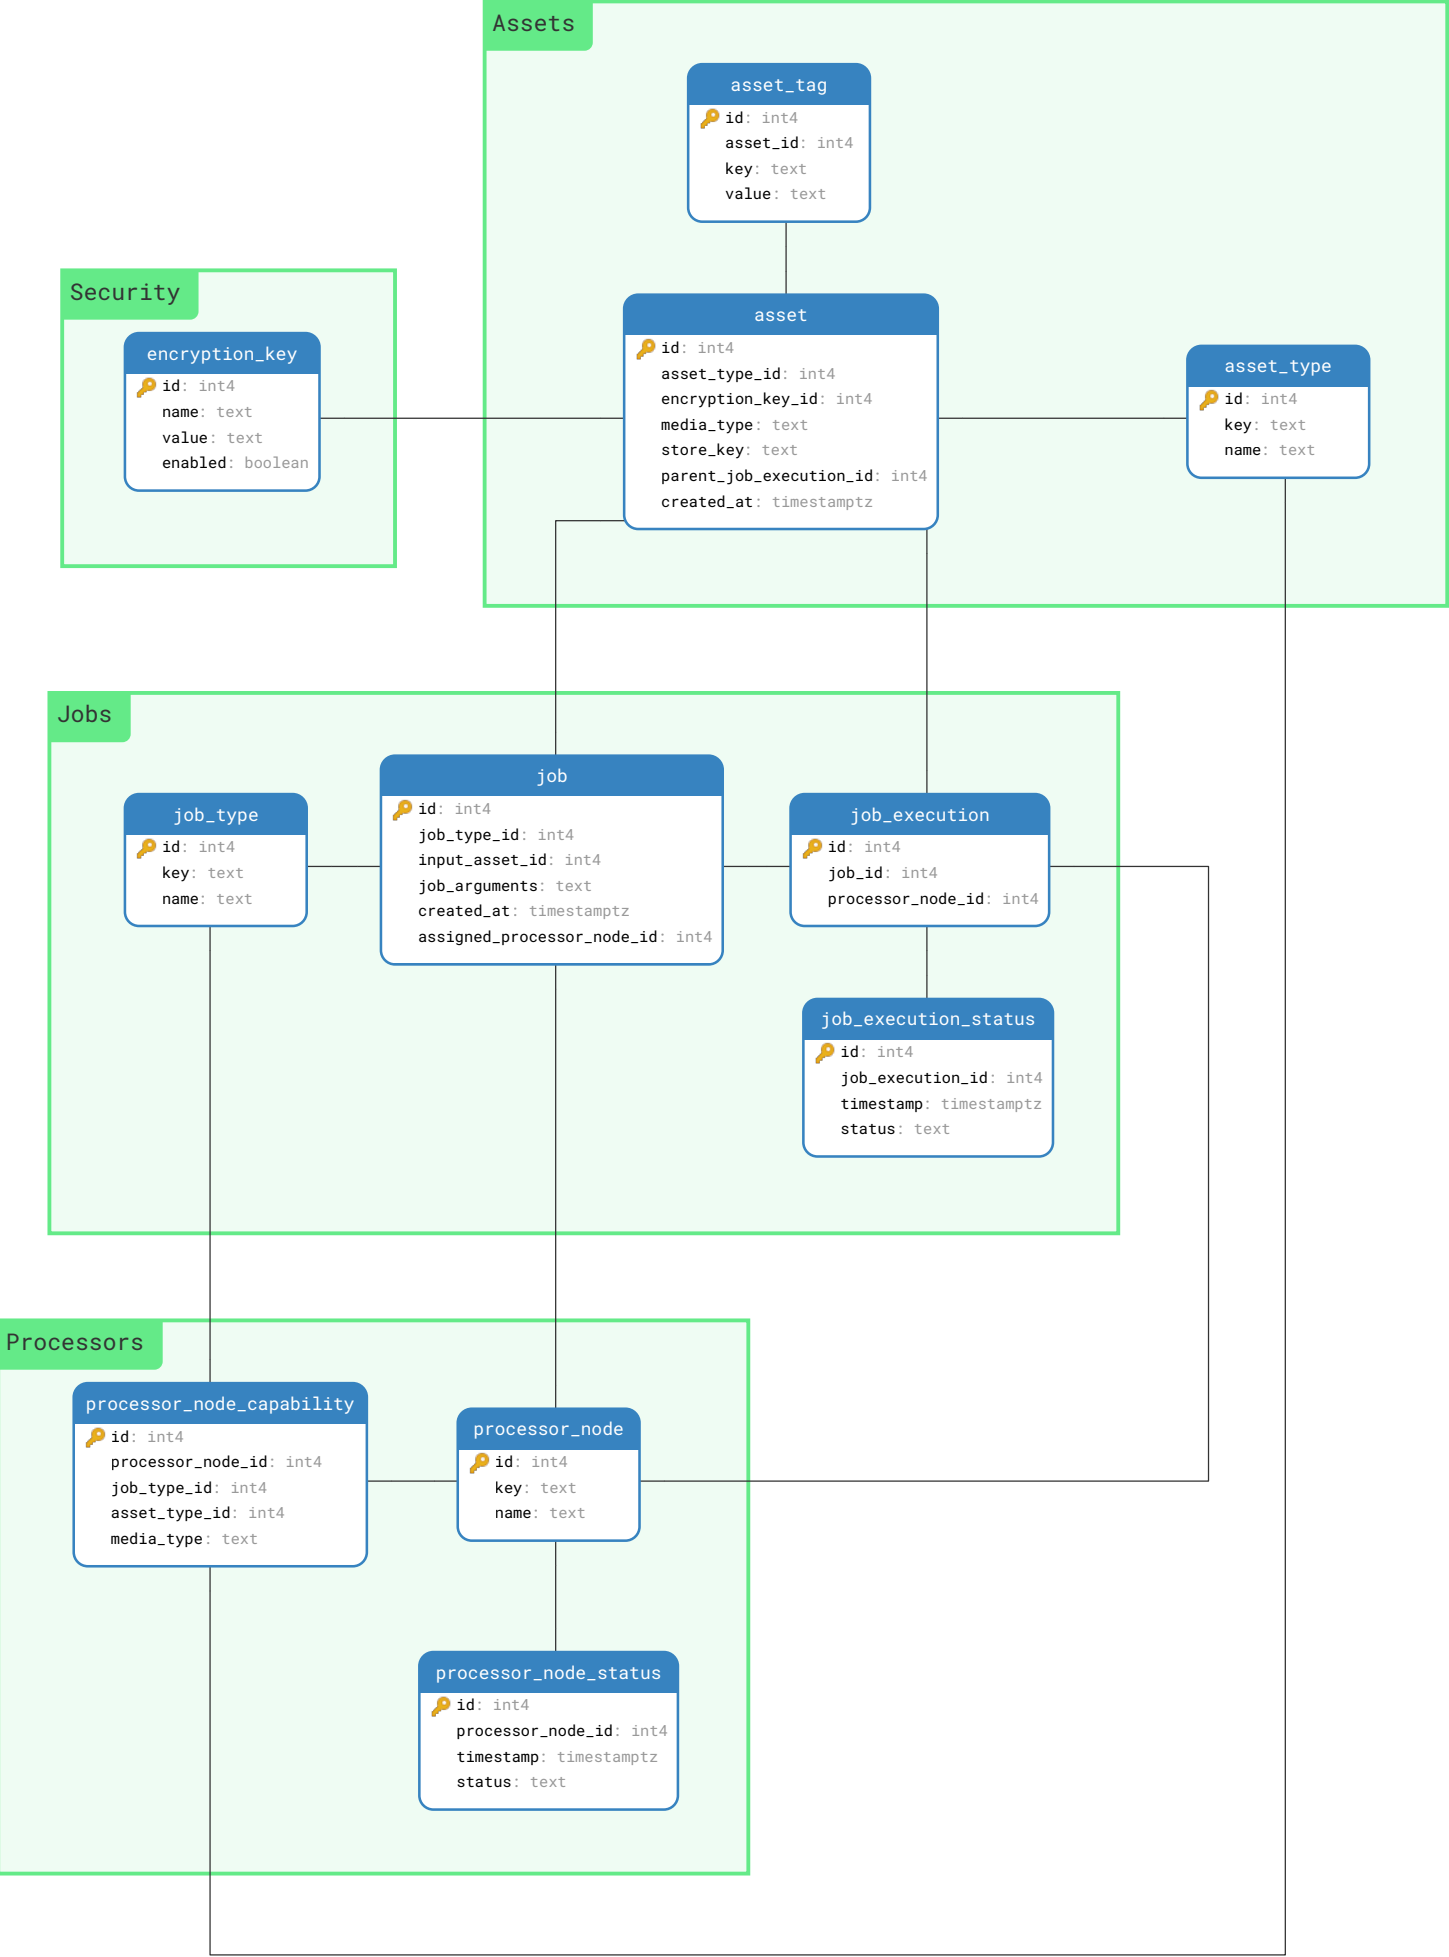 Assets
asset_tag
id: int4
asset_id: int4
key: text
value: text
Security
encryption_key
id: int4
name: text
value: text
enabled: boolean
asset
id: int4
asset_type_id: int4
encryption_key_id: int4
media_type: text
store_key: text
parent_job_execution_id: int4
created_at: timestamptz
asset_type
id: int4
key: text
name: text
Jobs
job_type
id: int4
key: text
name: text
job
id: int4
job_type_id: int4
input_asset_id: int4
job_arguments: text
created_at: timestamptz
assigned_processor_node_id: int4
job_execution
id: int4
job_id: int4
processor_node_id: int4
job_execution_status
id: int4
job_execution_id: int4
timestamp: timestamptz
status: text
Processors
processor_node_capability
id: int4
processor_node_id: int4
job_type_id: int4
asset_type_id: int4
media_type: text
processor_node
id: int4
key: text
name: text
processor_node_status
id: int4
processor_node_id: int4
timestamp: timestamptz
status: text